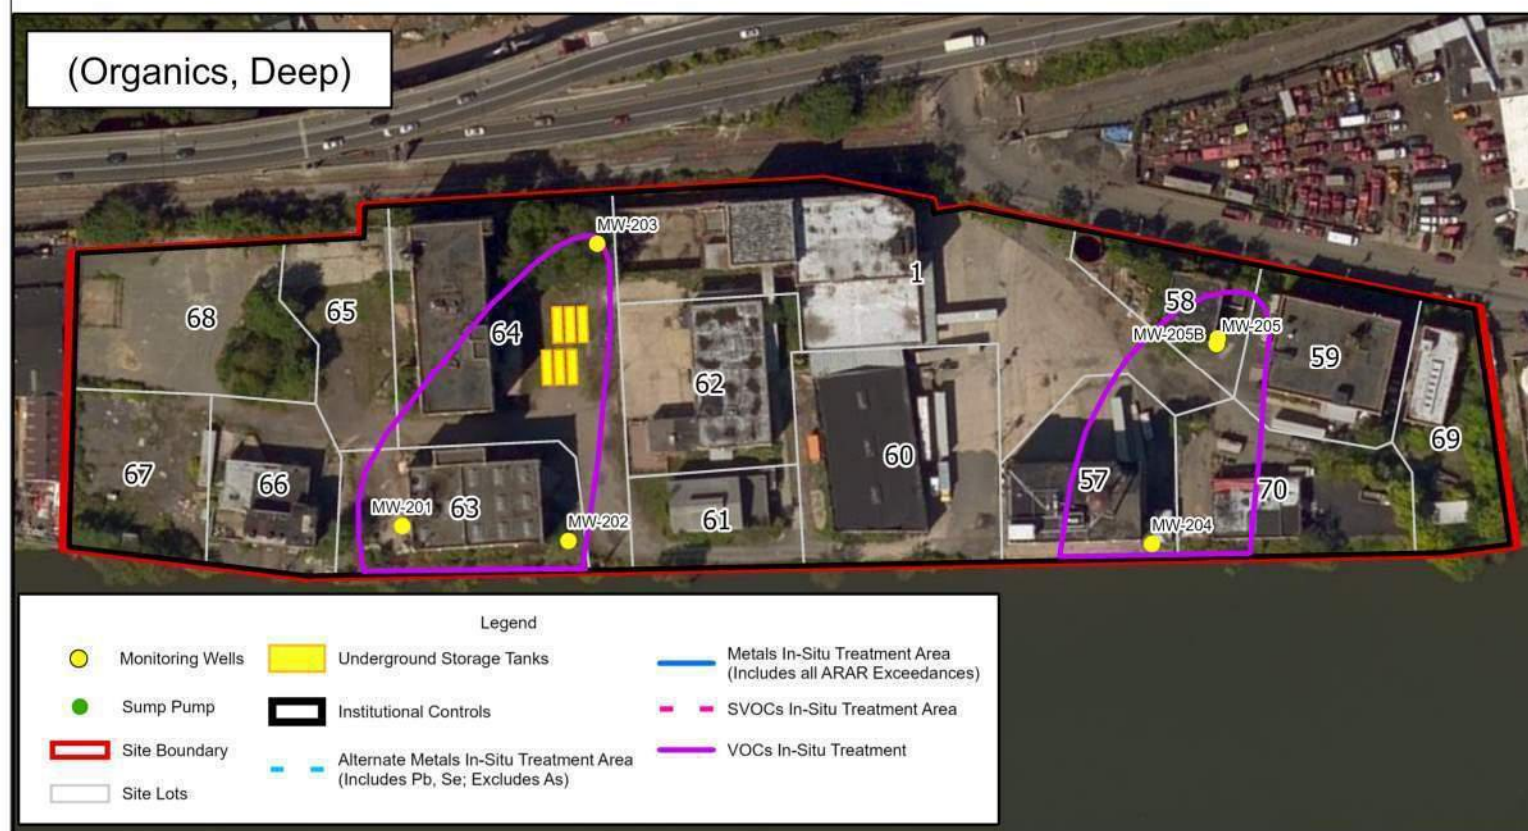 (Organics, Deep)
MW-203
1
68
65
64
58
MW-205B
MW-205
59
62
69
67
66
MW-201
63
MW-202
61
60
57
70
MW-204
Legend
Monitoring Wells
Underground Storage Tanks
Metals In-Situ Treatment Area
(Includes all ARAR Exceedances)
Sump Pump
Institutional Controls
SVOCs In-Situ Treatment Area
Site Boundary
Alternate Metals In-Situ Treatment Area
(Includes Pb, Se; Excludes As)
VOCs In-Situ Treatment
Site Lots